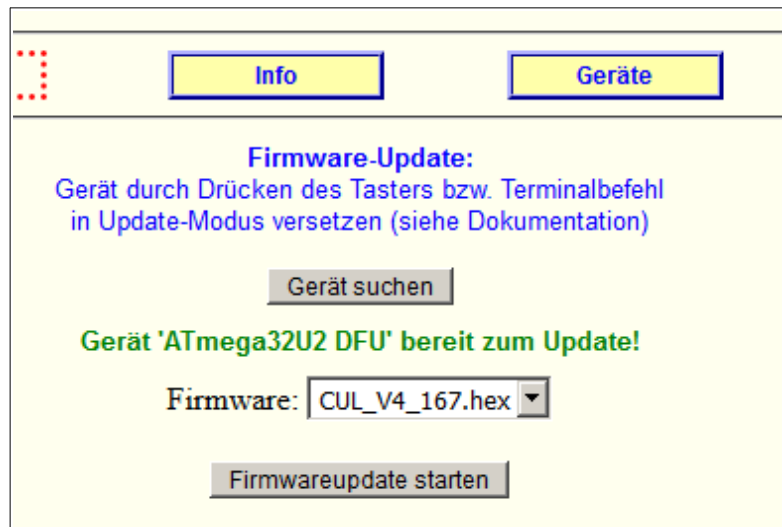 Info
Geräte
Firmware-Update:
Gerät durch Drücken des Tasters bzw. Terminalbefehl
in Update-Modus versetzen (siehe Dokumentation)
Gerät suchen
Gerät 'ATmega32U2 DFU' bereit zum Update!
Firmware: CUL_V4_167.hex
Firmwareupdate starten